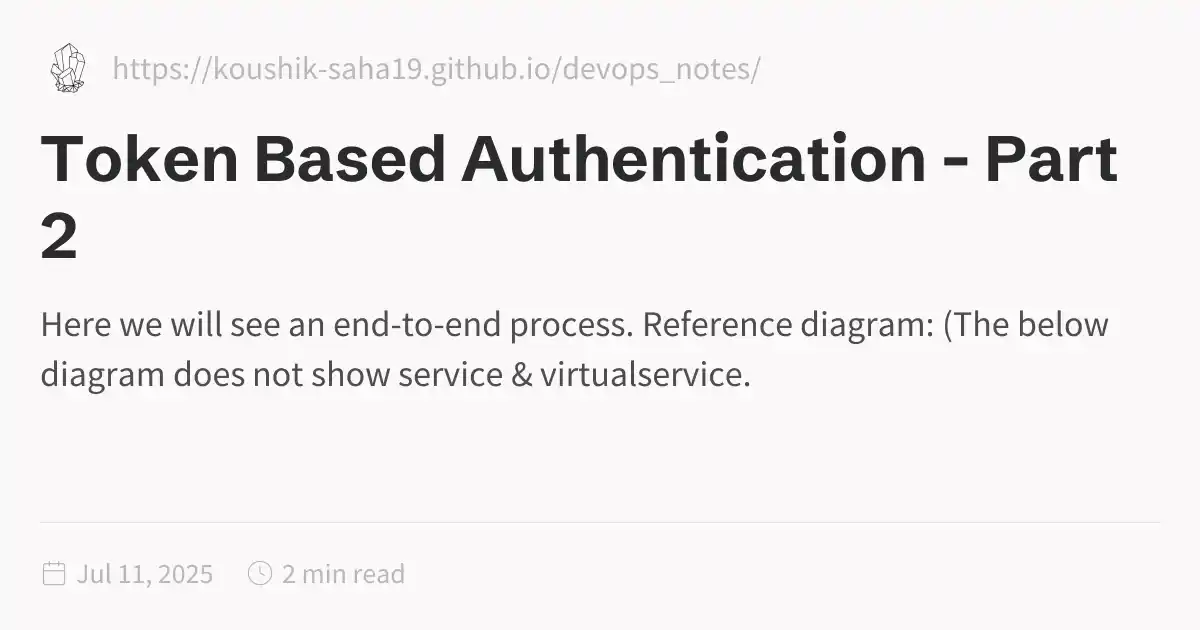 https://koushik-saha19.github.io/devops_notes/
Token Based Authentication - Part
2
Here we will see an end-to-end process. Reference diagram: (The below
diagram does not show service & virtualservice.
Jul 11, 2025 2 min read